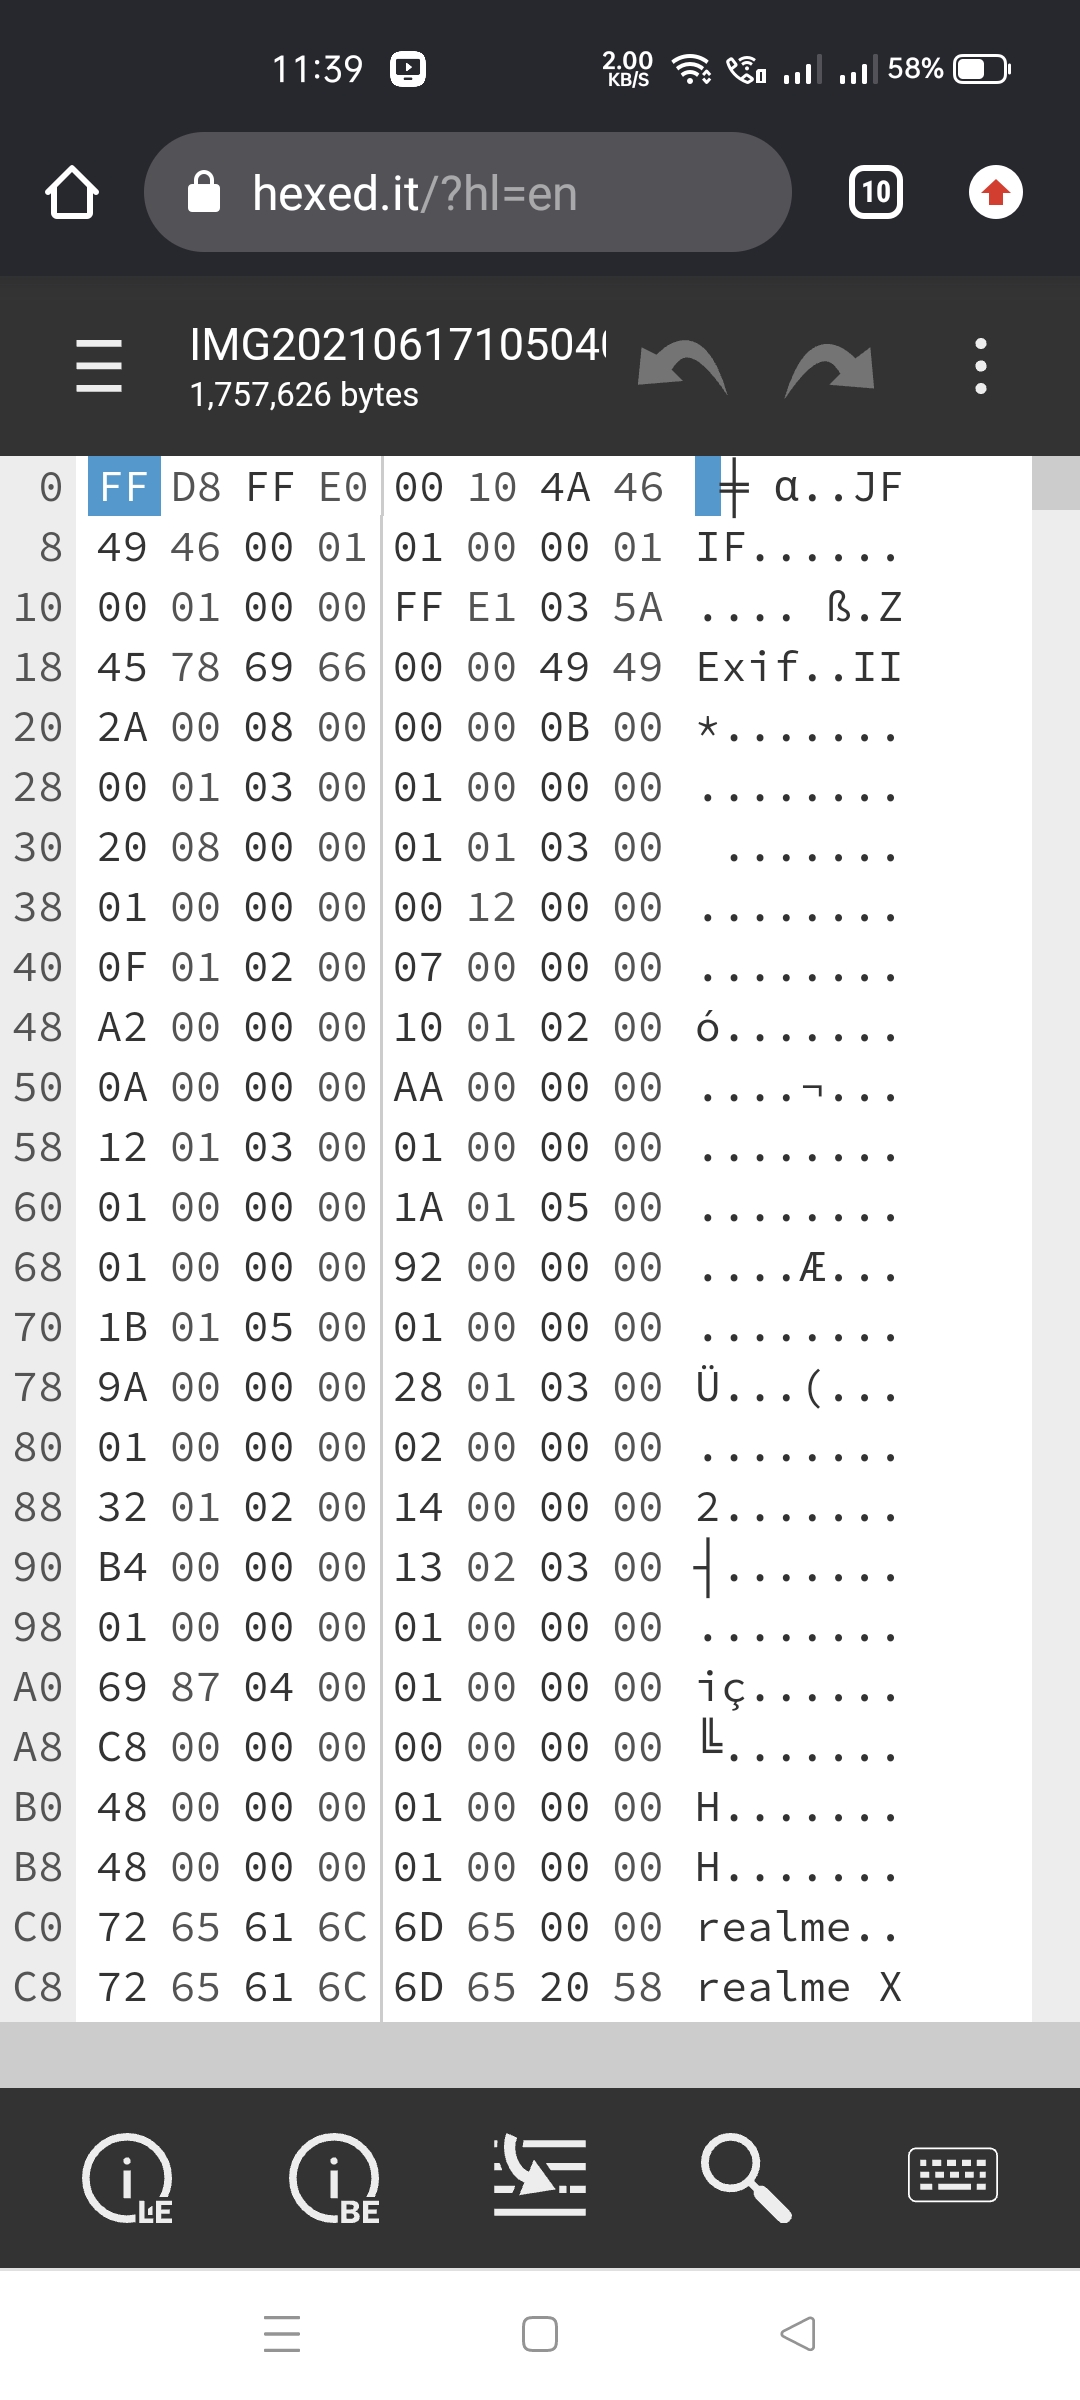 11:39 2.00 KB/S 58%
hexed.it/?hl=en 10
IMG20210617105040
1,757,626 bytes
0 FF D8 FF E0 00 10 4A 46 ╪ α..JF
8 49 46 00 01 01 00 00 01 IF......
10 00 01 00 00 FF E1 03 5A .... ß.Z
18 45 78 69 66 00 00 49 49 Exif..II
20 2A 00 08 00 00 00 0B 00 *.......
28 00 01 03 00 01 00 00 00 ........
30 20 08 00 00 01 01 03 00  .......
38 01 00 00 00 00 12 00 00 ........
40 0F 01 02 00 07 00 00 00 ........
48 A2 00 00 00 10 01 02 00 ó.......
50 0A 00 00 00 AA 00 00 00 ....¬...
58 12 01 03 00 01 00 00 00 ........
60 01 00 00 00 1A 01 05 00 ........
68 01 00 00 00 92 00 00 00 ....Æ...
70 1B 01 05 00 01 00 00 00 ........
78 9A 00 00 00 28 01 03 00 Ü...(...
80 01 00 00 00 02 00 00 00 ........
88 32 01 02 00 14 00 00 00 2.......
90 B4 00 00 00 13 02 03 00 ┤.......
98 01 00 00 00 01 00 00 00 ........
A0 69 87 04 00 01 00 00 00 iç......
A8 C8 00 00 00 00 00 00 00 ╚.......
B0 48 00 00 00 01 00 00 00 H.......
B8 48 00 00 00 01 00 00 00 H.......
C0 72 65 61 6C 6D 65 00 00 realme..
C8 72 65 61 6C 6D 65 20 58 realme X
i LE i BE